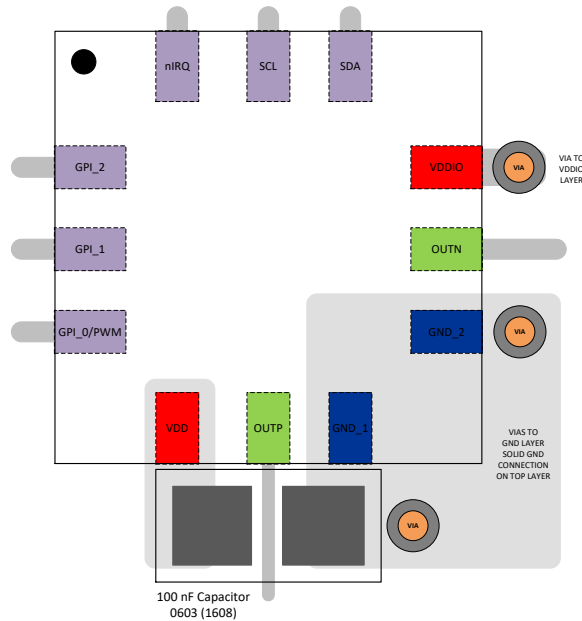 nIRQ
SCL
SDA
GPI_2
VDDIO
VIA
VIA TO
VDDIO
LAYER
GPI_1
OUTN
GPI_0/PWM
GND_2
VIA
VDD
OUTP
GND_1
VIAS TO
GND LAYER
SOLID GND
CONNECTION
ON TOP LAYER
VIA
100 nF Capacitor
0603 (1608)